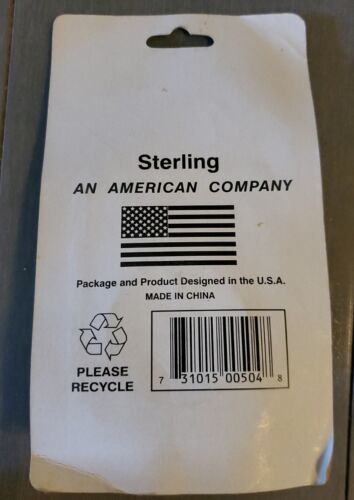 Sterling
AN AMERICAN COMPANY
Package and Product Designed in the U.S.A.
MADE IN CHINA
PLEASE
RECYCLE
7 31015 00504 8